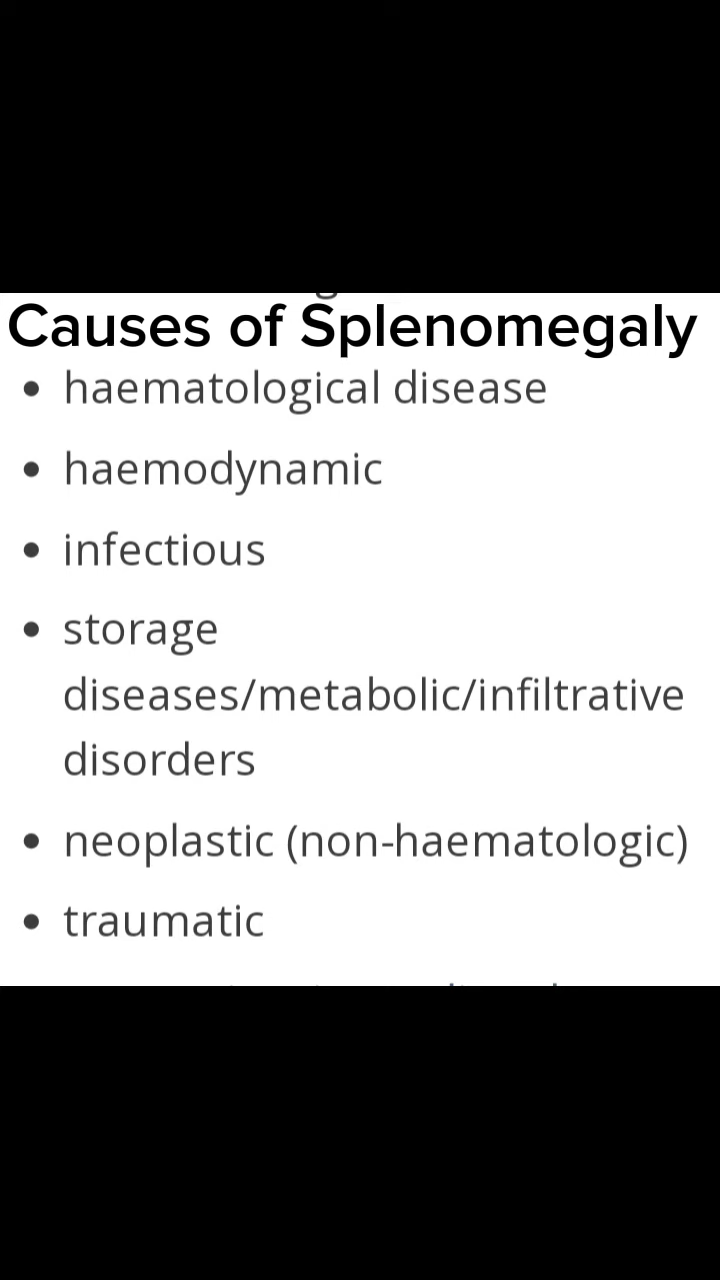 Causes of Splenomegaly
• haematological disease
• haemodynamic
• infectious
• storage
diseases/metabolic/infiltrative
disorders
• neoplastic (non-haematologic)
• traumatic